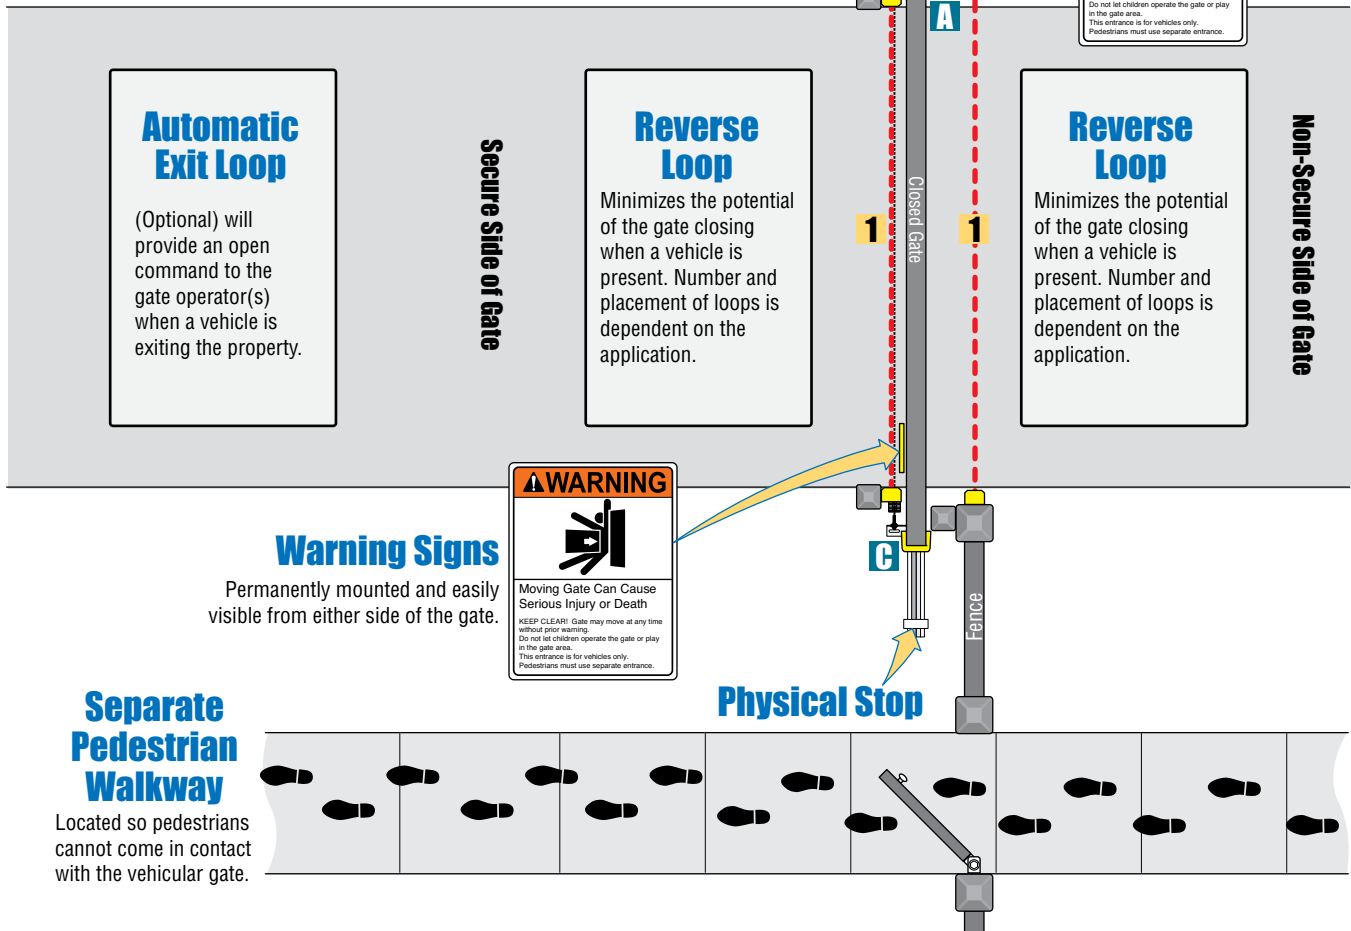 A
Do not let children operate the gate or play
in the gate area.
This entrance is for vehicles only.
Pedestrians must use separate entrance.
Automatic
Exit Loop
(Optional) will
provide an open
command to the
gate operator(s)
when a vehicle is
exiting the property.
Secure Side of Gate
Reverse
Loop
Minimizes the potential
of the gate closing
when a vehicle is
present. Number and
placement of loops is
dependent on the
application.
1
Closed Gate
1
Reverse
Loop
Minimizes the potential
of the gate closing
when a vehicle is
present. Number and
placement of loops is
dependent on the
application.
Non-Secure Side of Gate
Warning Signs
Permanently mounted and easily
visible from either side of the gate.
WARNING
Moving Gate Can Cause
Serious Injury or Death
KEEP CLEAR! Gate may move at any time
without prior warning.
Do not let children operate the gate or play
in the gate area.
This entrance is for vehicles only.
Pedestrians must use separate entrance.
C
Fence
Physical Stop
Separate
Pedestrian
Walkway
Located so pedestrians
cannot come in contact
with the vehicular gate.